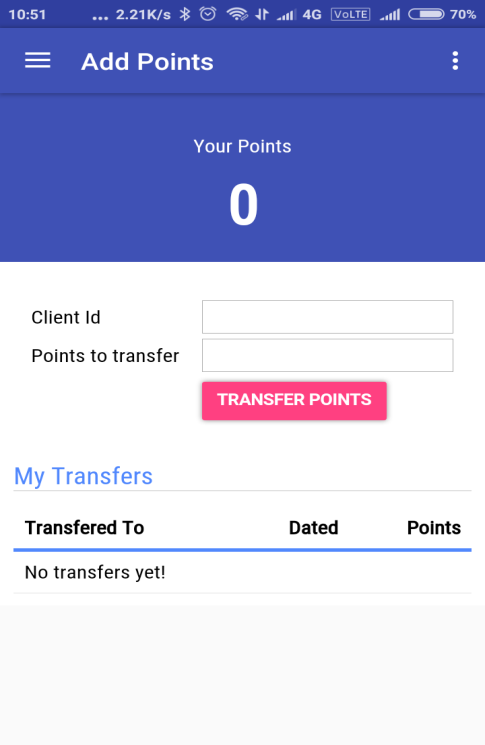 10:51 ... 2.21K/s 4G VoLTE 70%
Add Points
Your Points
0
Client Id
Points to transfer
TRANSFER POINTS
My Transfers
Transfered To Dated Points
No transfers yet!